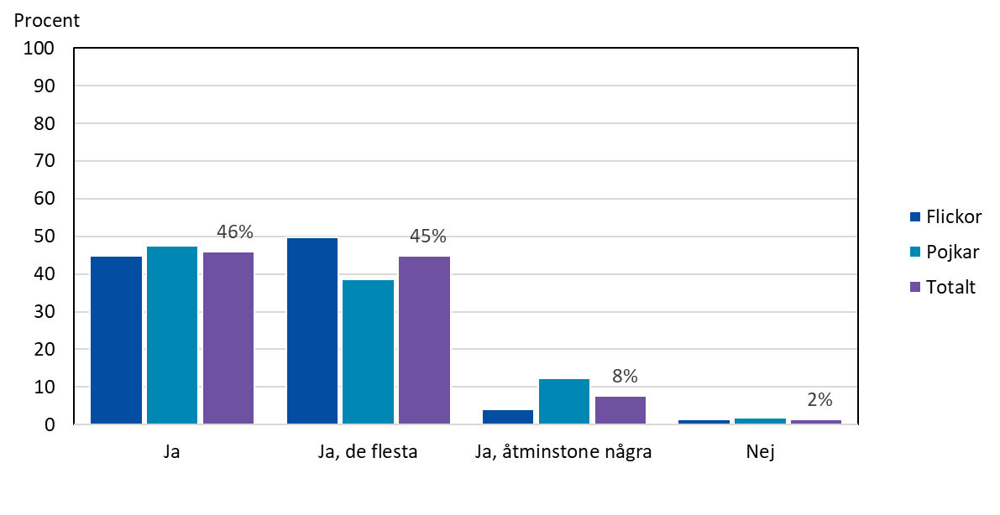 Procent
100
90
80
70
60
50
40
30
20
10
0
46%
45%
8%
2%
Ja
Ja, de flesta
Ja, åtminstone några
Nej
Flickor
Pojkar
Totalt